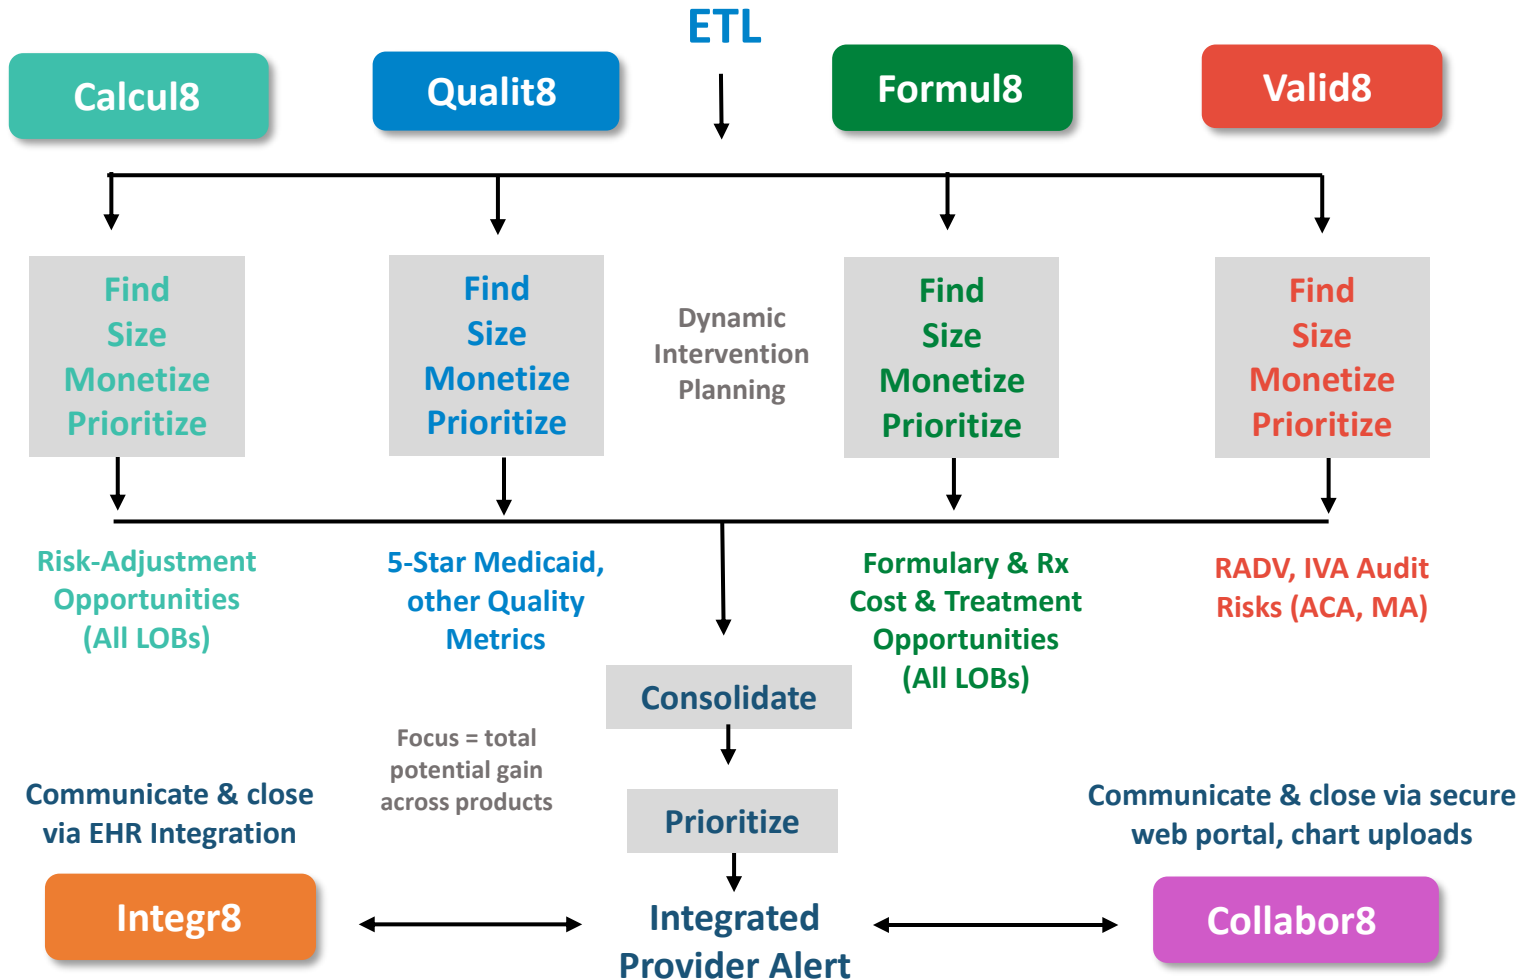 ETL
Calcul8
Qualit8
Formul8
Valid8
Find
Size
Monetize
Prioritize
Find
Size
Monetize
Prioritize
Dynamic
Intervention
Planning
Find
Size
Monetize
Prioritize
Find
Size
Monetize
Prioritize
Risk-Adjustment
Opportunities
(All LOBs)
5-Star Medicaid,
other Quality
Metrics
Formulary & Rx
Cost & Treatment
Opportunities
(All LOBs)
RADV, IVA Audit
Risks (ACA, MA)
Consolidate
Focus = total
potential gain
across products
Prioritize
Communicate & close
via EHR Integration
Communicate & close via secure
web portal, chart uploads
Integr8
Integrated
Provider Alert
Collabor8